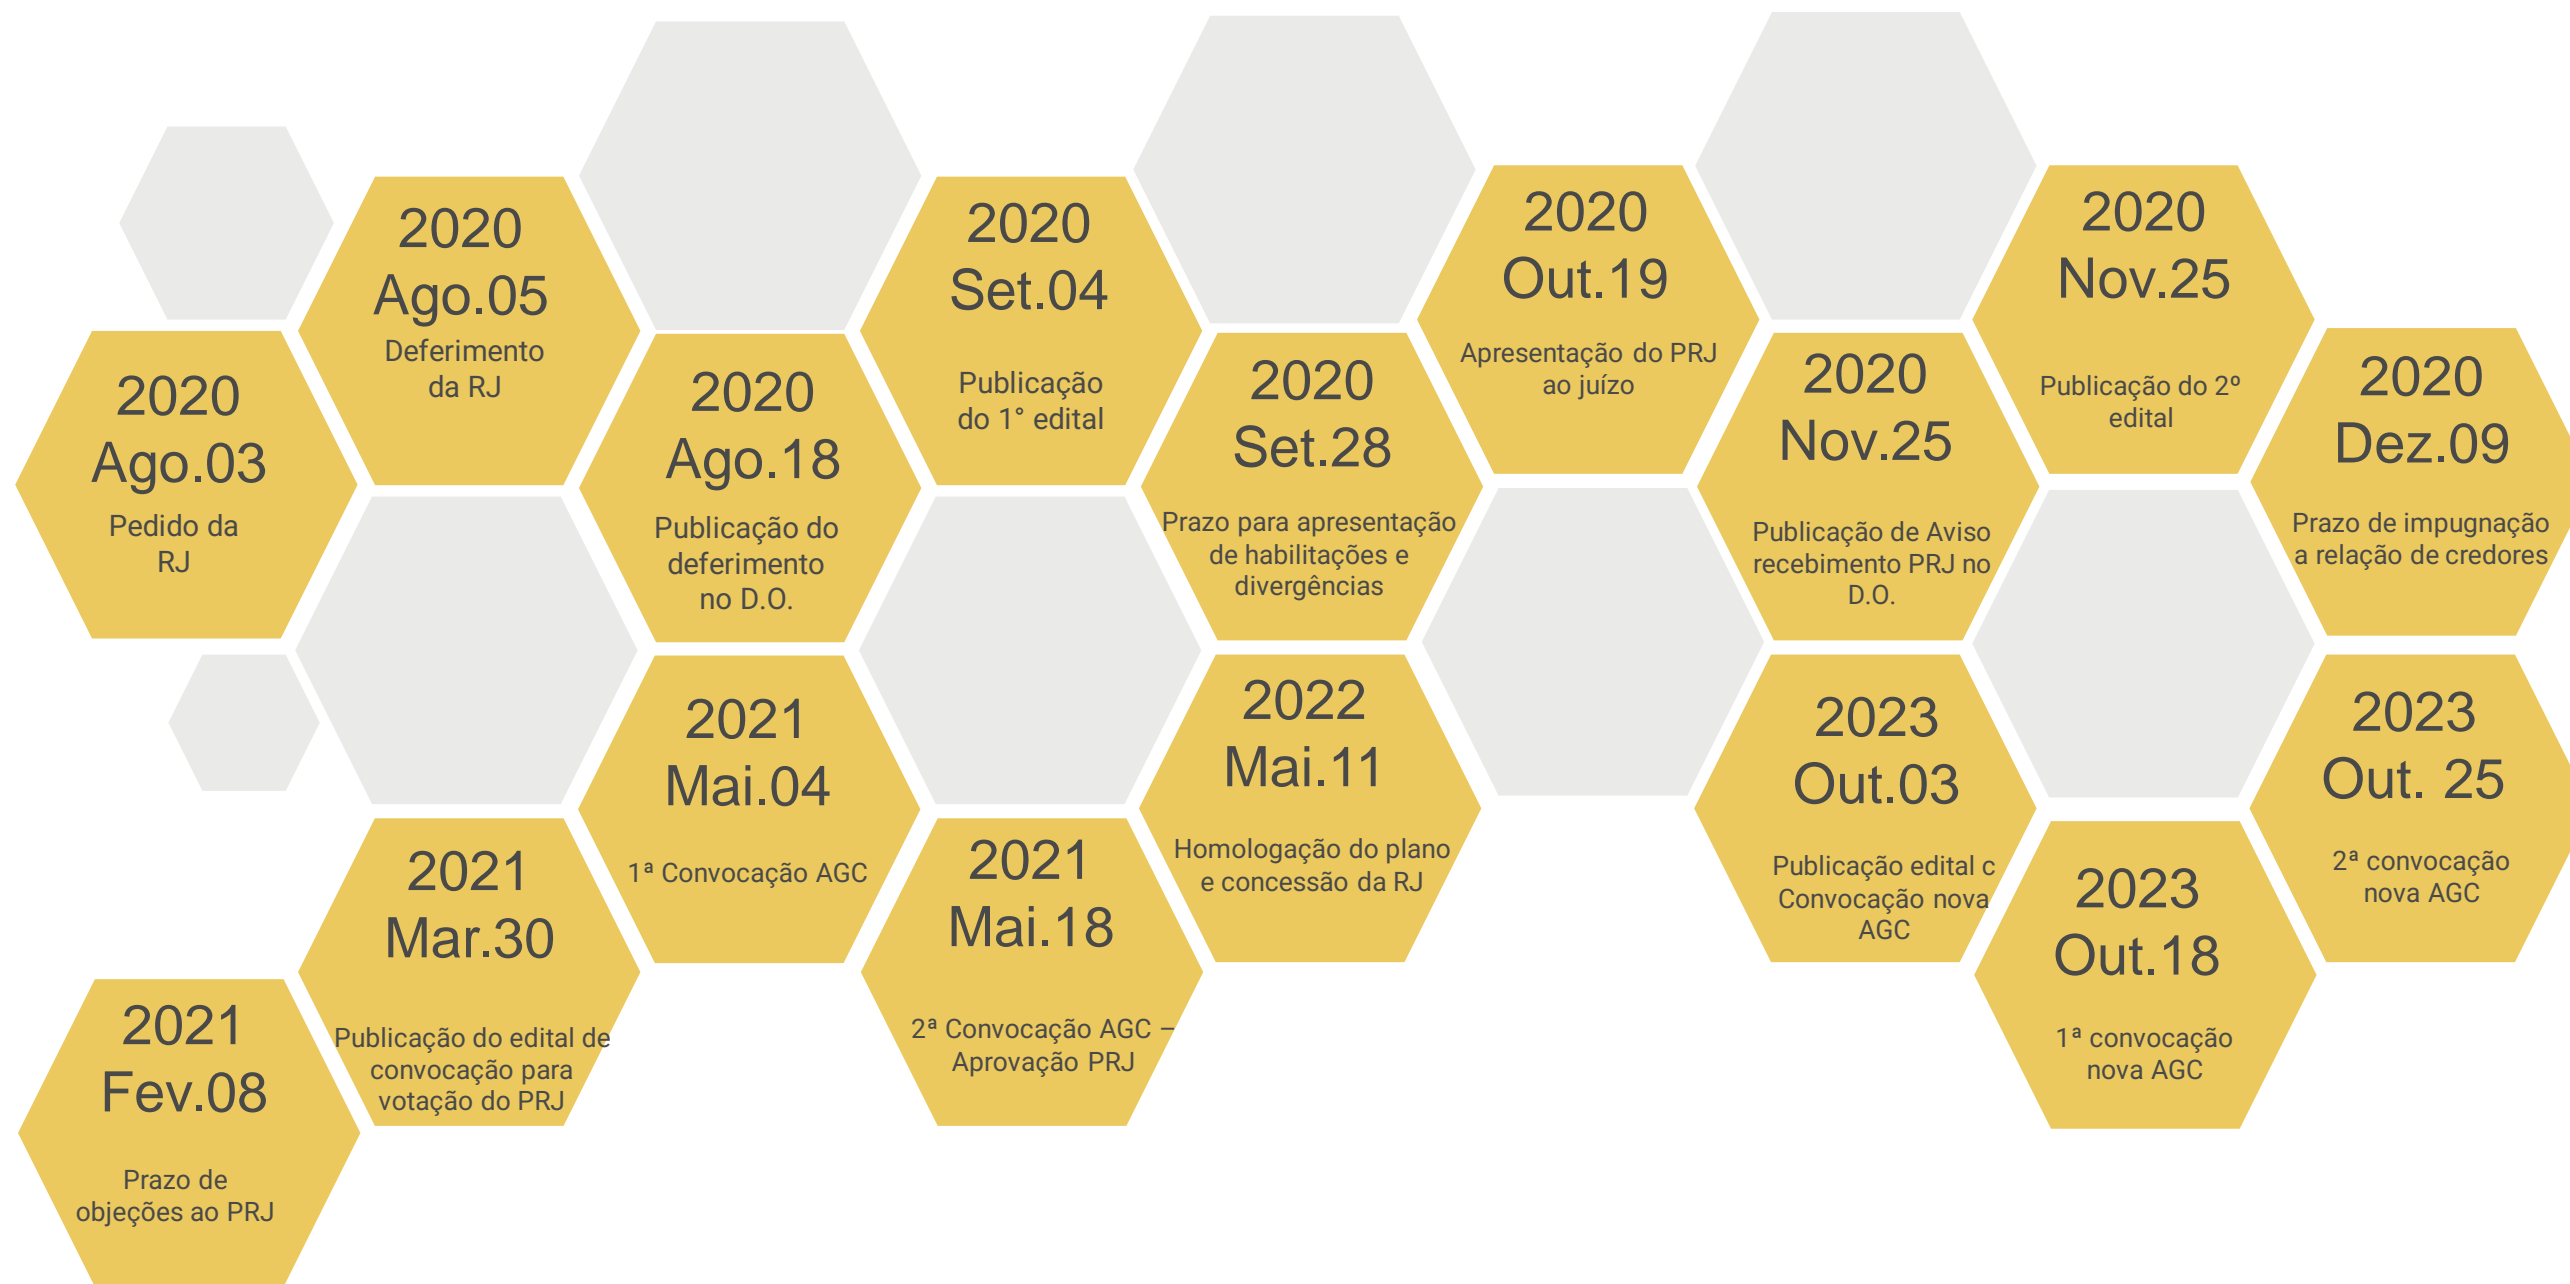 2020
Ago.03
Pedido da
RJ
2020
Ago.05
Deferimento
da RJ
2020
Ago.18
Publicação do
deferimento
no D.O.
2020
Set.04
Publicação
do 1° edital
2020
Set.28
Prazo para apresentação
de habilitações e
divergências
2020
Out.19
Apresentação do PRJ
ao juízo
2020
Nov.25
Publicação de Aviso
recebimento PRJ no
D.O.
2020
Nov.25
Publicação do 2º
edital
2020
Dez.09
Prazo de impugnação
a relação de credores
2021
Fev.08
Prazo de
objeções ao PRJ
2021
Mar.30
Publicação do edital de
convocação para
votação do PRJ
2021
Mai.04
1ª Convocação AGC
2021
Mai.18
2ª Convocação AGC –
Aprovação PRJ
2022
Mai.11
Homologação do plano
e concessão da RJ
2023
Out.03
Publicação edital c
Convocação nova
AGC
2023
Out.18
1ª convocação
nova AGC
2023
Out. 25
2ª convocação
nova AGC